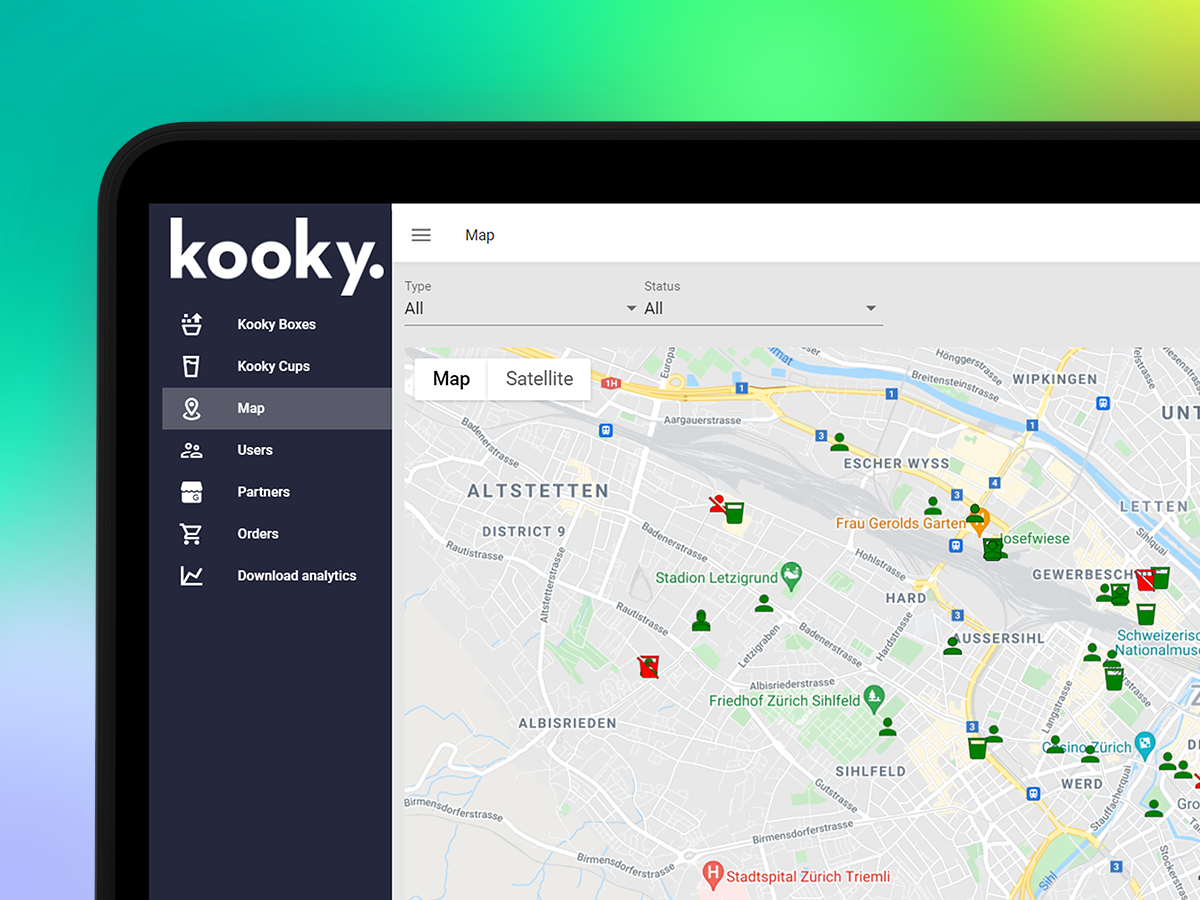 kooky.
Kooky Boxes
Kooky Cups
Map
Users
Partners
Orders
Download analytics
Map
Type
All
Status
All
Map
Satellite
Europa
Hönggerstrasse
Breitensteinstrasse
WIPKINGEN
1H
1
1
1
UNT
Aargauerstrasse
Badenerstrasse
3
ESCHER WYSS
4
3
ALTSTETTEN
LETTEN
Frau Gerolds Garten
DISTRICT 9
Badenerstrasse
Josefwiese
Sihlquai
Rautistrasse
Hohlstrasse
GEWERBESCH
Stadion Letzigrund
Altstetterstrasse
HARD
Rautistrasse
3
Hardstrasse
Letzigraben
Badenerstrasse
AUSSERSIHL
Schweizerisc
Nationalmuse
Albisriederstrasse
Friedhof Zürich Sihlfeld
Langstrasse
ALBISRIEDEN
3
Casino Zürich
SIHLFELD
WERD
Gutstrasse
Stauffacherquai
Gro
Birmensdorferstrasse
Birmensdorferstrasse
Birmensdorferstrasse
Stockerstrasse
3
H
Stadtspital Zürich Triemli
Sihl